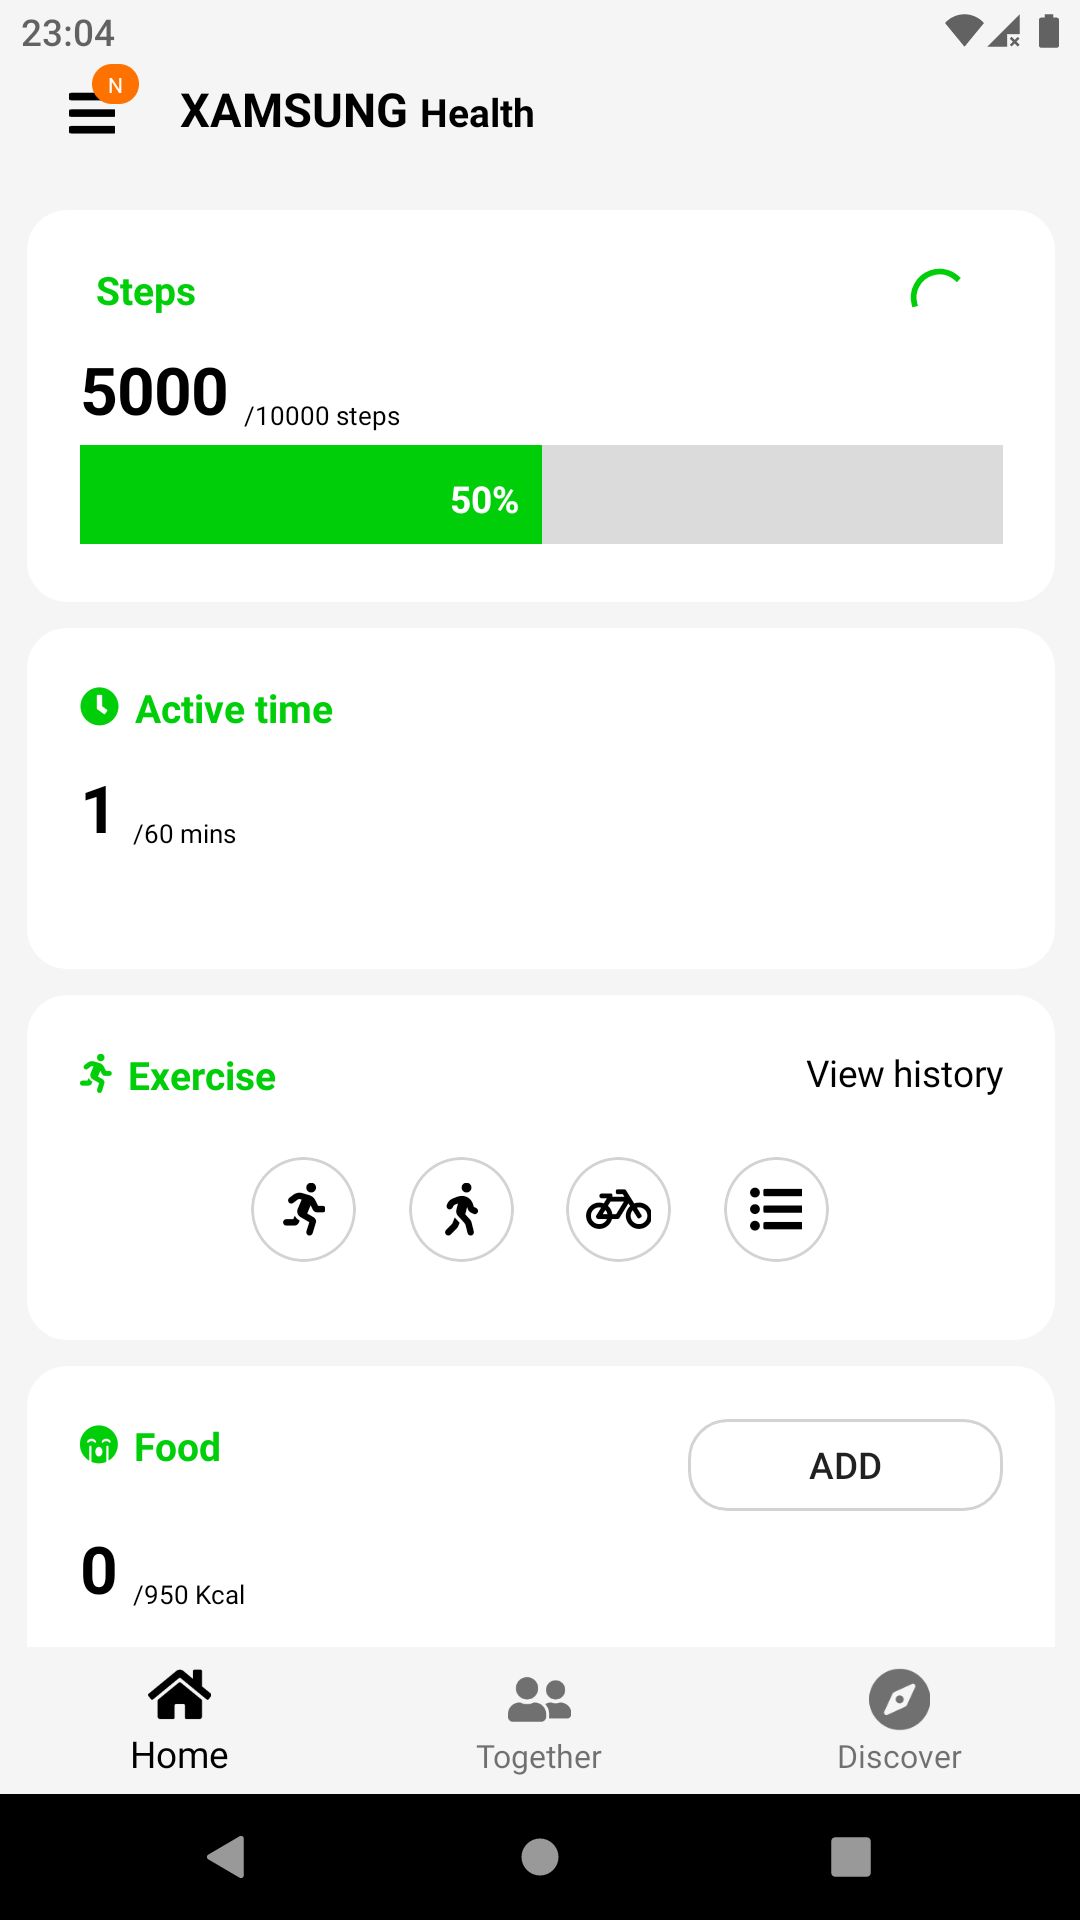 23:04
N
XAMSUNG Health
Steps
5000 /10000 steps
50%
Active time
1 /60 mins
Exercise
View history
Food
ADD
0 /950 Kcal
Home
Together
Discover